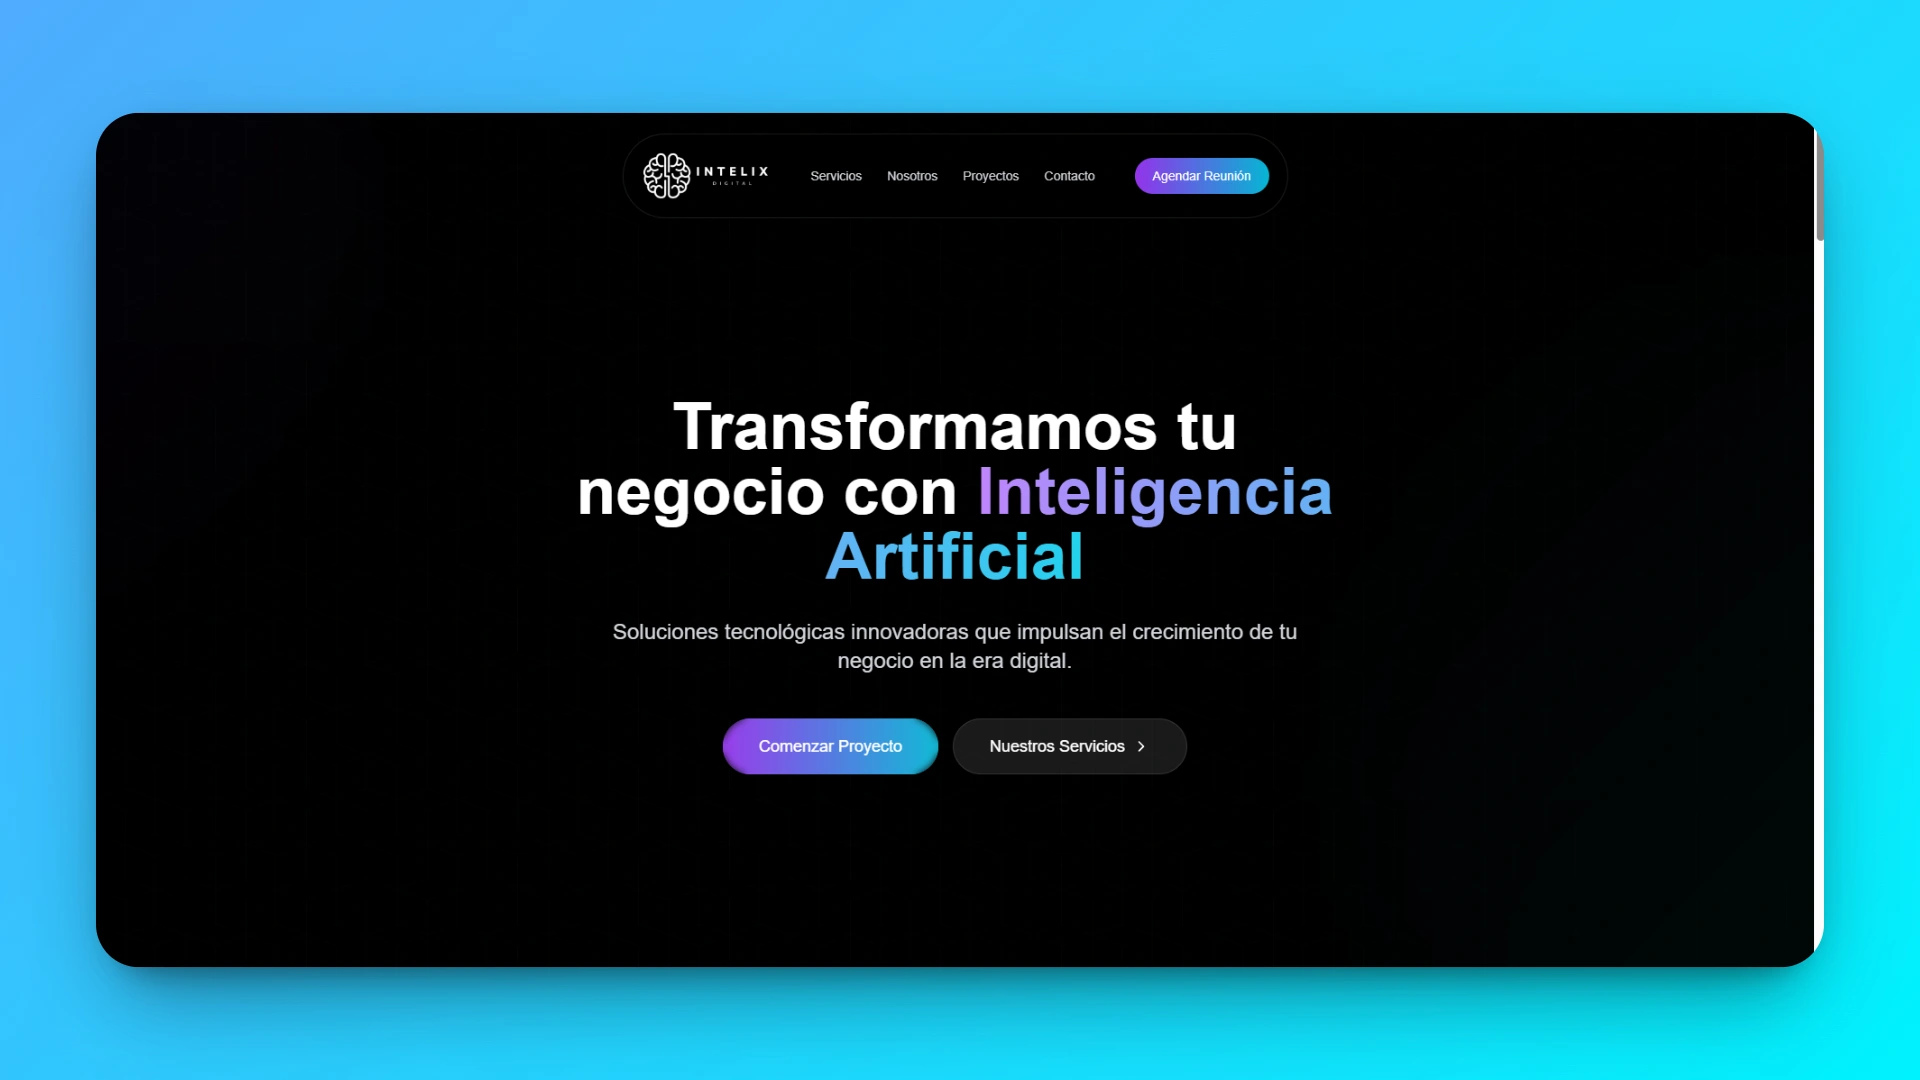 INTELIX
DIGITAL
Servicios
Nosotros
Proyectos
Contacto
Agendar Reunión
Transformamos tu
negocio con Inteligencia
Artificial
Soluciones tecnológicas innovadoras que impulsan el crecimiento de tu
negocio en la era digital.
Comenzar Proyecto
Nuestros Servicios